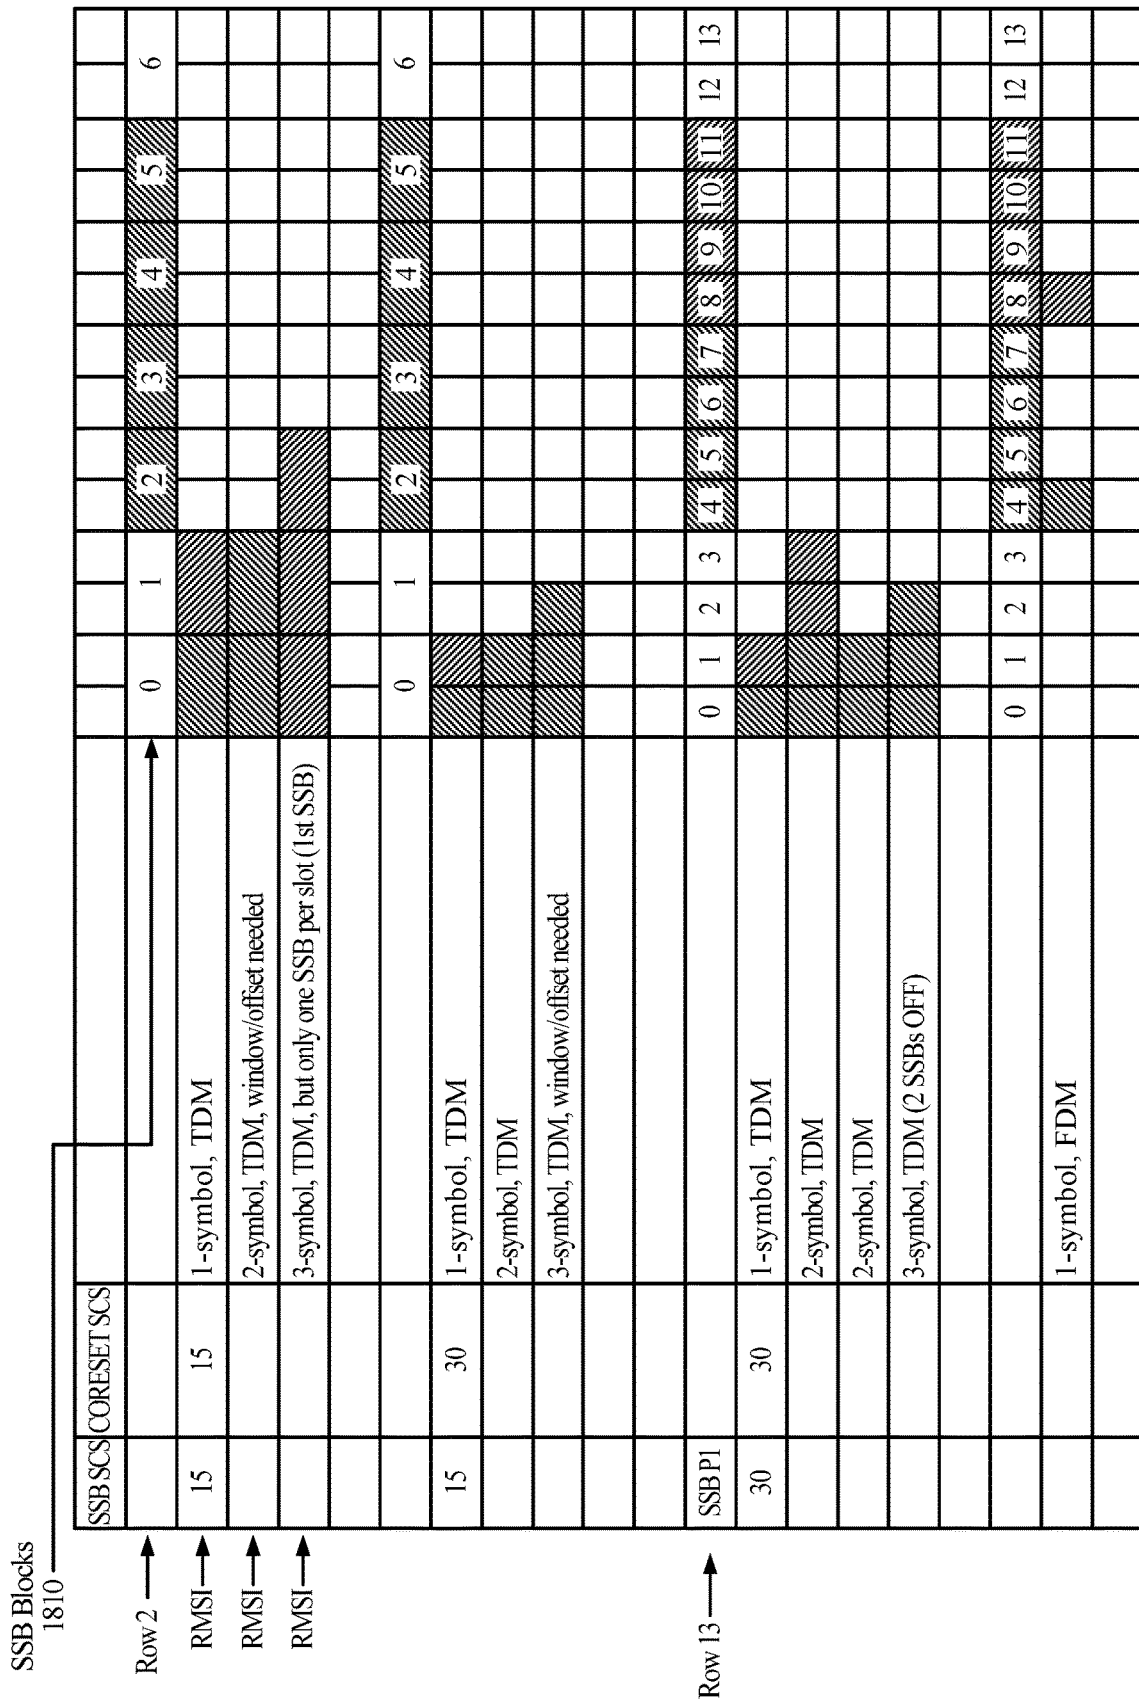 SSB Blocks
1810
SSB SCS CORESET SCS
Row 2 0 1 2 3 4 5 6
RMSI 15 15 1-symbol, TDM
RMSI 2-symbol, TDM, window/offset needed
RMSI 3-symbol, TDM, but only one SSB per slot (1st SSB)
0 1 2 3 4 5 6
15 30 1-symbol, TDM
2-symbol, TDM
3-symbol, TDM, window/offset needed
Row 13 SSB P1 0 1 2 3 4 5 6 7 8 9 10 11 12 13
30 30 1-symbol, TDM
2-symbol, TDM
2-symbol, TDM
3-symbol, TDM (2 SSBs OFF)
0 1 2 3 4 5 6 7 8 9 10 11 12 13
1-symbol, FDM